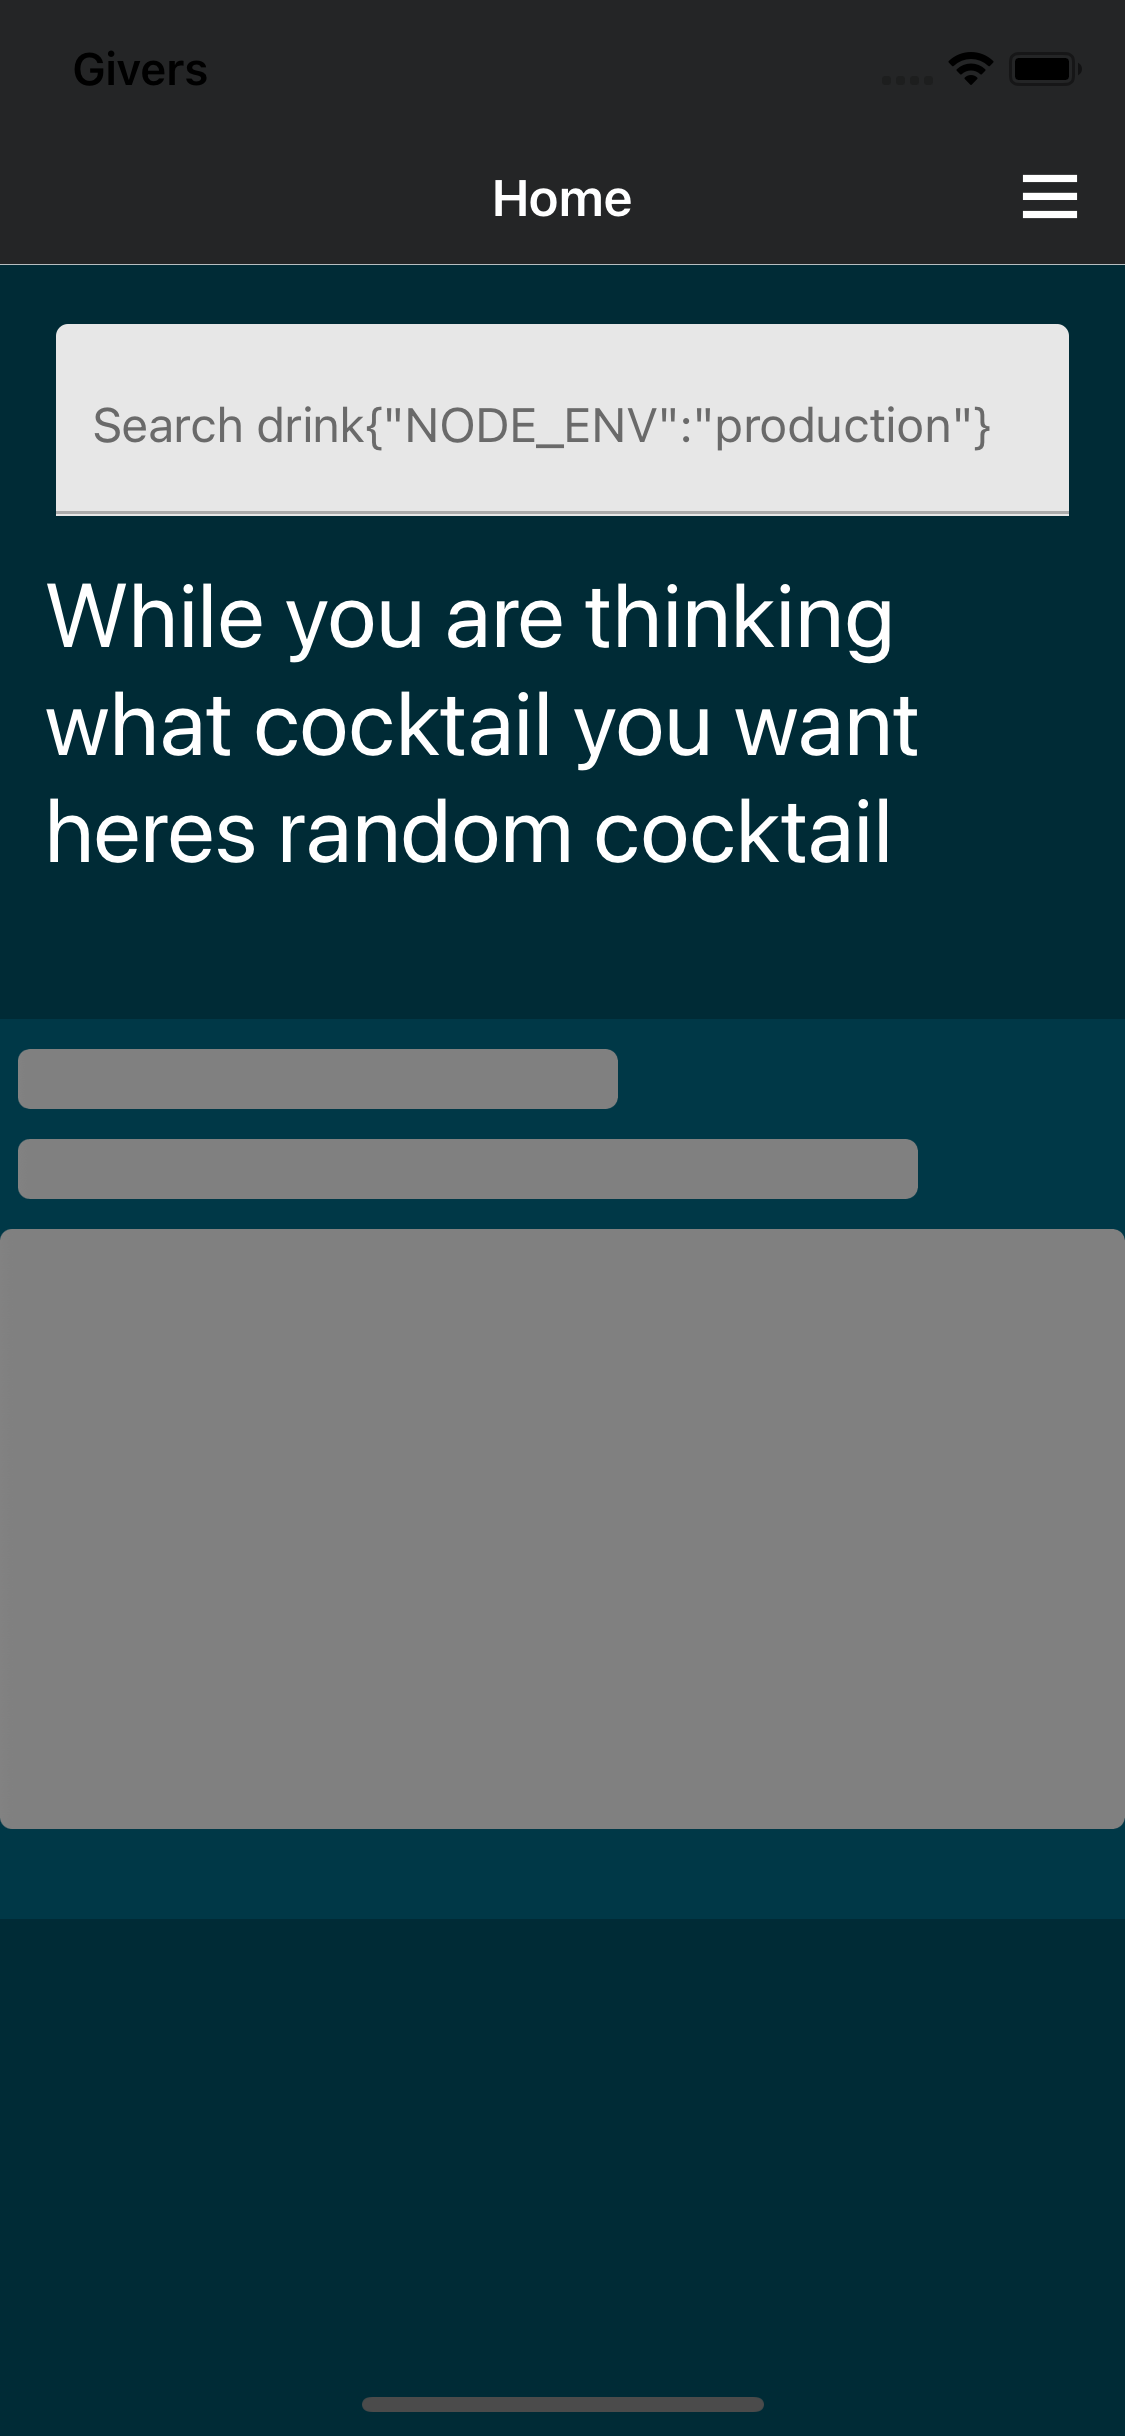 Givers
Home
Search drink{"NODE_ENV":"production"}
While you are thinking
what cocktail you want
heres random cocktail